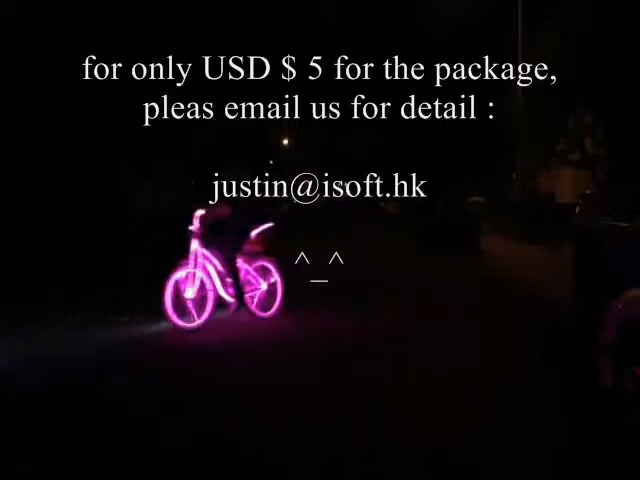 for only USD $ 5 for the package,
pleas email us for detail :
justin@isoft.hk
^_^